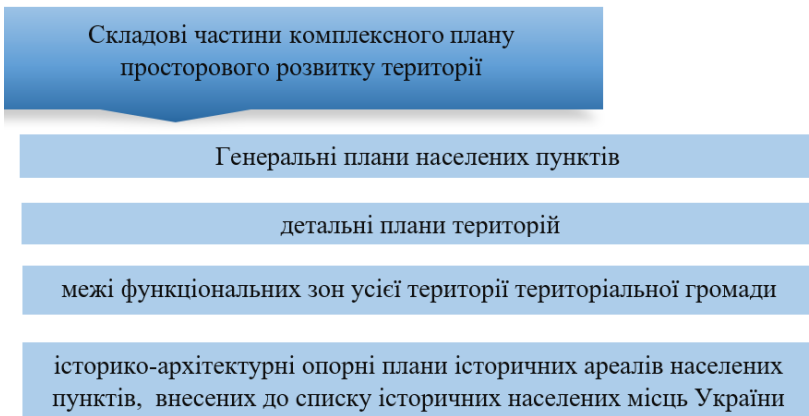 Складові частини комплексного плану
просторового розвитку території
Генеральні плани населених пунктів
детальні плани територій
межі функціональних зон усієї території територіальної громади
історико-архітектурні опорні плани історичних ареалів населених
пунктів, внесених до списку історичних населених місць України